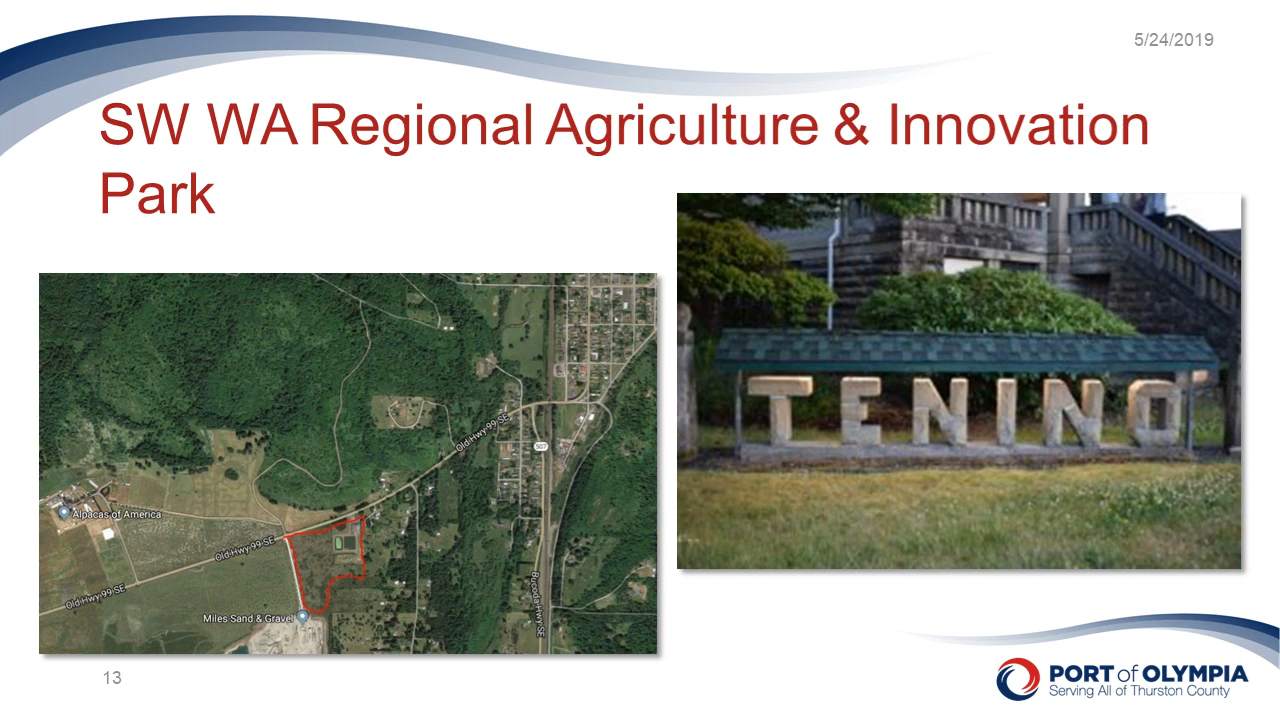 5/24/2019
SW WA Regional Agriculture & Innovation
Park
TENINO
Old Hwy 99 SE
507
Alpacas of America
Old Hwy 99 SE
Old Hwy 99 SE
Bucoda Hwy SE
Miles Sand & Gravel
13
PORT of OLYMPIA
Serving All of Thurston County